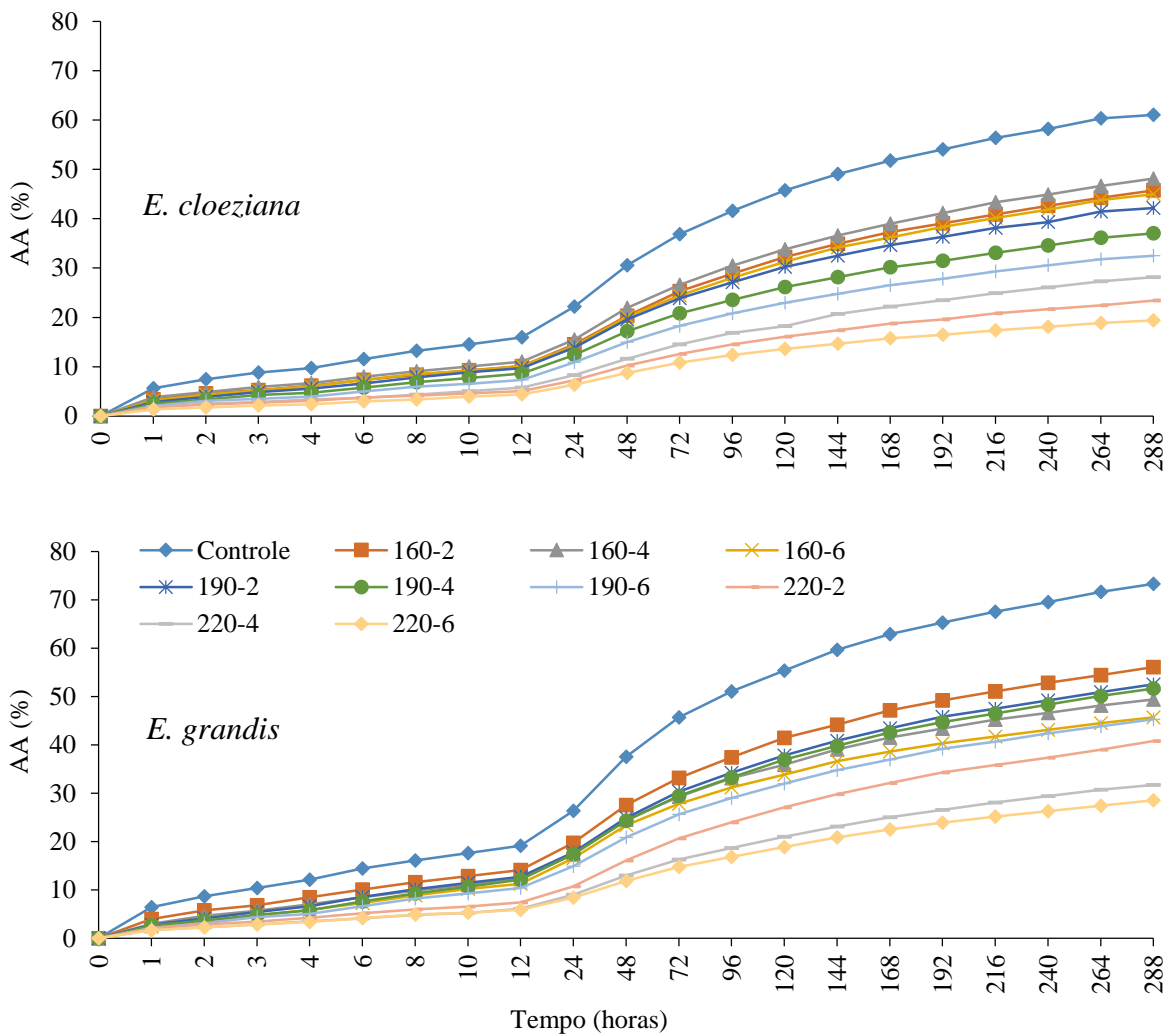 80
70
60
50
40
30
20
10
0
AA (%)
E. cloeziana
0 1 2 3 4 6 8 10 12 24 48 72 96 120 144 168 192 216 240 264 288
80
70
60
50
40
30
20
10
0
AA (%)
Controle 160-2 160-4 160-6
190-2 190-4 190-6 220-2
220-4 220-6
E. grandis
0 1 2 3 4 6 8 10 12 24 48 72 96 120 144 168 192 216 240 264 288
Tempo (horas)